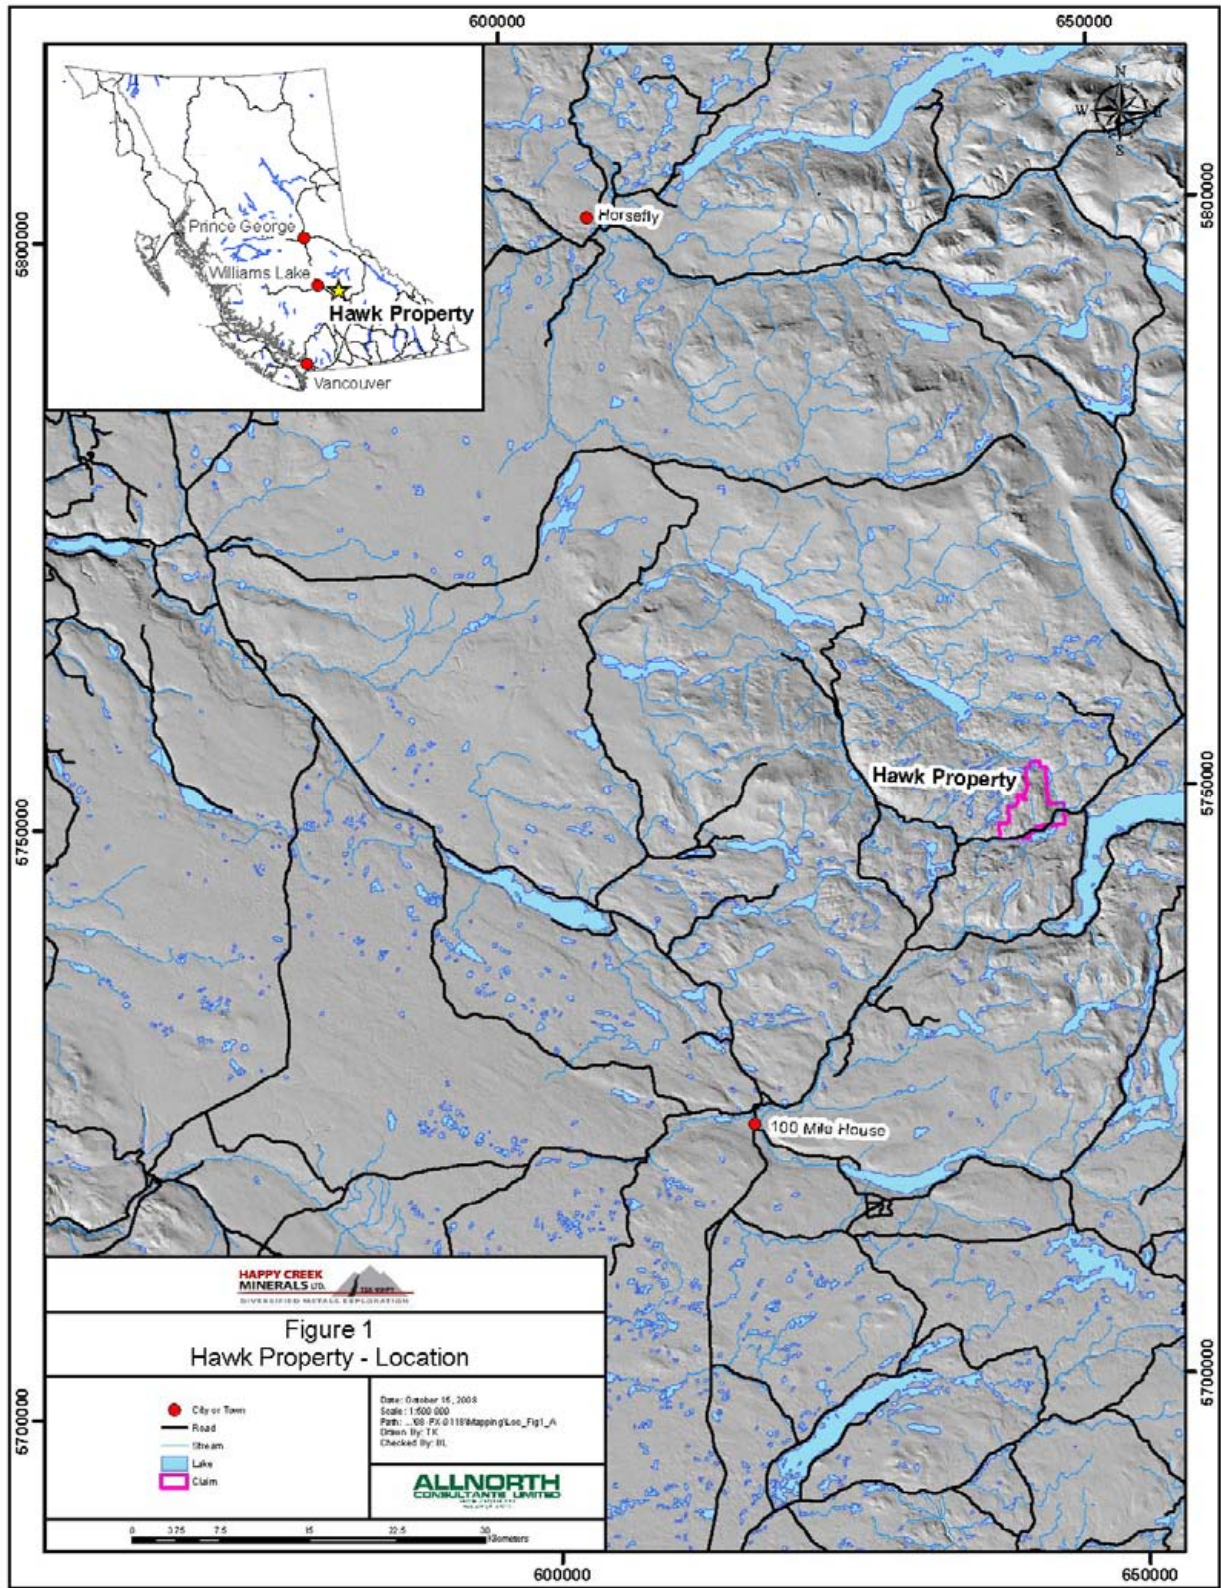 600000
650000
N
W
S
Prince George
Williams Lake
Hawk Property
Vancouver
Horsefly
5800000
5800000
Hawk Property
5750000
5750000
100 Mile House
HAPPY CREEK
MINERALS LTD.
DIVERSIFIED METALS EXPLORATION
Figure 1
Hawk Property - Location
City or Town
Road
Stream
Lake
Claim
Date: October 15, 2008
Scale: 1:500 000
Drawn By: TK
Checked By: BL
ALLNORTH
CONSULTANTS LIMITED
0 3.75 7.5 15 22.5 30
Kilometers
5700000
5700000
600000
650000